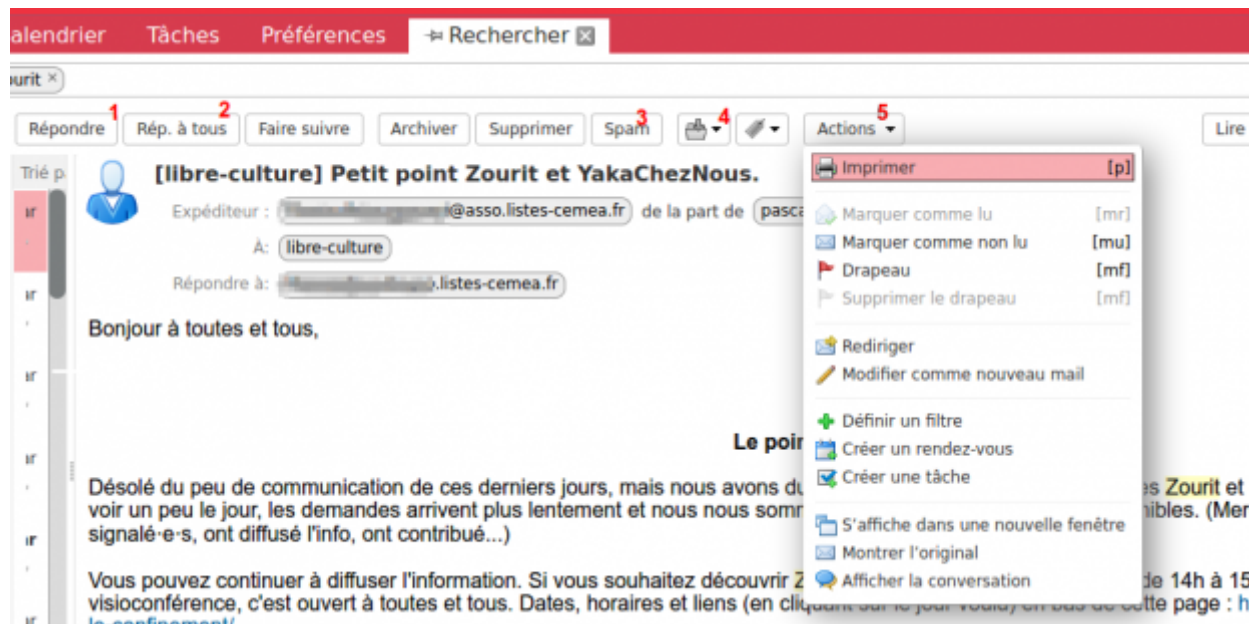 alendrier Tâches Préférences Rechercher
ourit ×
1 2 3 4 5
Répondre Rép. à tous Faire suivre Archiver Supprimer Spam Actions Lire
Trié p
[libre-culture] Petit point Zourit et YakaChezNous.
Expéditeur : @asso.listes-cemea.fr de la part de pasca
À: libre-culture
Répondre à: .listes-cemea.fr
Bonjour à toutes et tous,
Le poin
Désolé du peu de communication de ces derniers jours, mais nous avons du es Zourit et
voir un peu le jour, les demandes arrivent plus lentement et nous nous somm nibles. (Mer
signalé·e·s, ont diffusé l'info, ont contribué...)
Vous pouvez continuer à diffuser l'information. Si vous souhaitez découvrir Z de 14h à 15
visioconférence, c'est ouvert à toutes et tous. Dates, horaires et liens (en cliquant sur le jour voulu) en bas de cette page : h
le-confinement/
Imprimer [p]
Marquer comme lu [mr]
Marquer comme non lu [mu]
Drapeau [mf]
Supprimer le drapeau [mf]
Rediriger
Modifier comme nouveau mail
Définir un filtre
Créer un rendez-vous
Créer une tâche
S'affiche dans une nouvelle fenêtre
Montrer l'original
Afficher la conversation